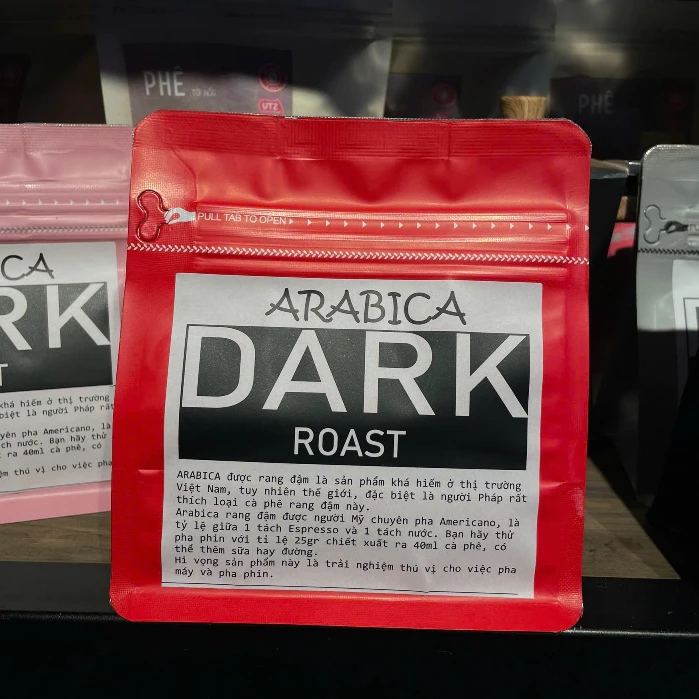 PHÊ
UTZ
PHÊ
PULL TAB TO OPEN
CA
RK
T
khá hiếm ở thị trường
biệt là người Pháp rất
yên pha Americano, là
ch nước. Bạn hãy thử
t ra 40ml cà phê, có
m thú vị cho việc pha
ARABICA
DARK
ROAST
ARABICA được rang đậm là sản phẩm khá hiếm ở thị trường
Việt Nam, tuy nhiên thế giới, đặc biệt là người Pháp rất
thích loại cà phê rang đậm này.
Arabica rang đậm được người Mỹ chuyên pha Americano, là
tỷ lệ giữa 1 tách Espresso và 1 tách nước. Bạn hãy thử
pha phin với tỉ lệ 25gr chiết xuất ra 40ml cà phê, có
thể thêm sữa hay đường.
Hi vọng sản phẩm này là trải nghiệm thú vị cho việc pha
máy và pha phin.